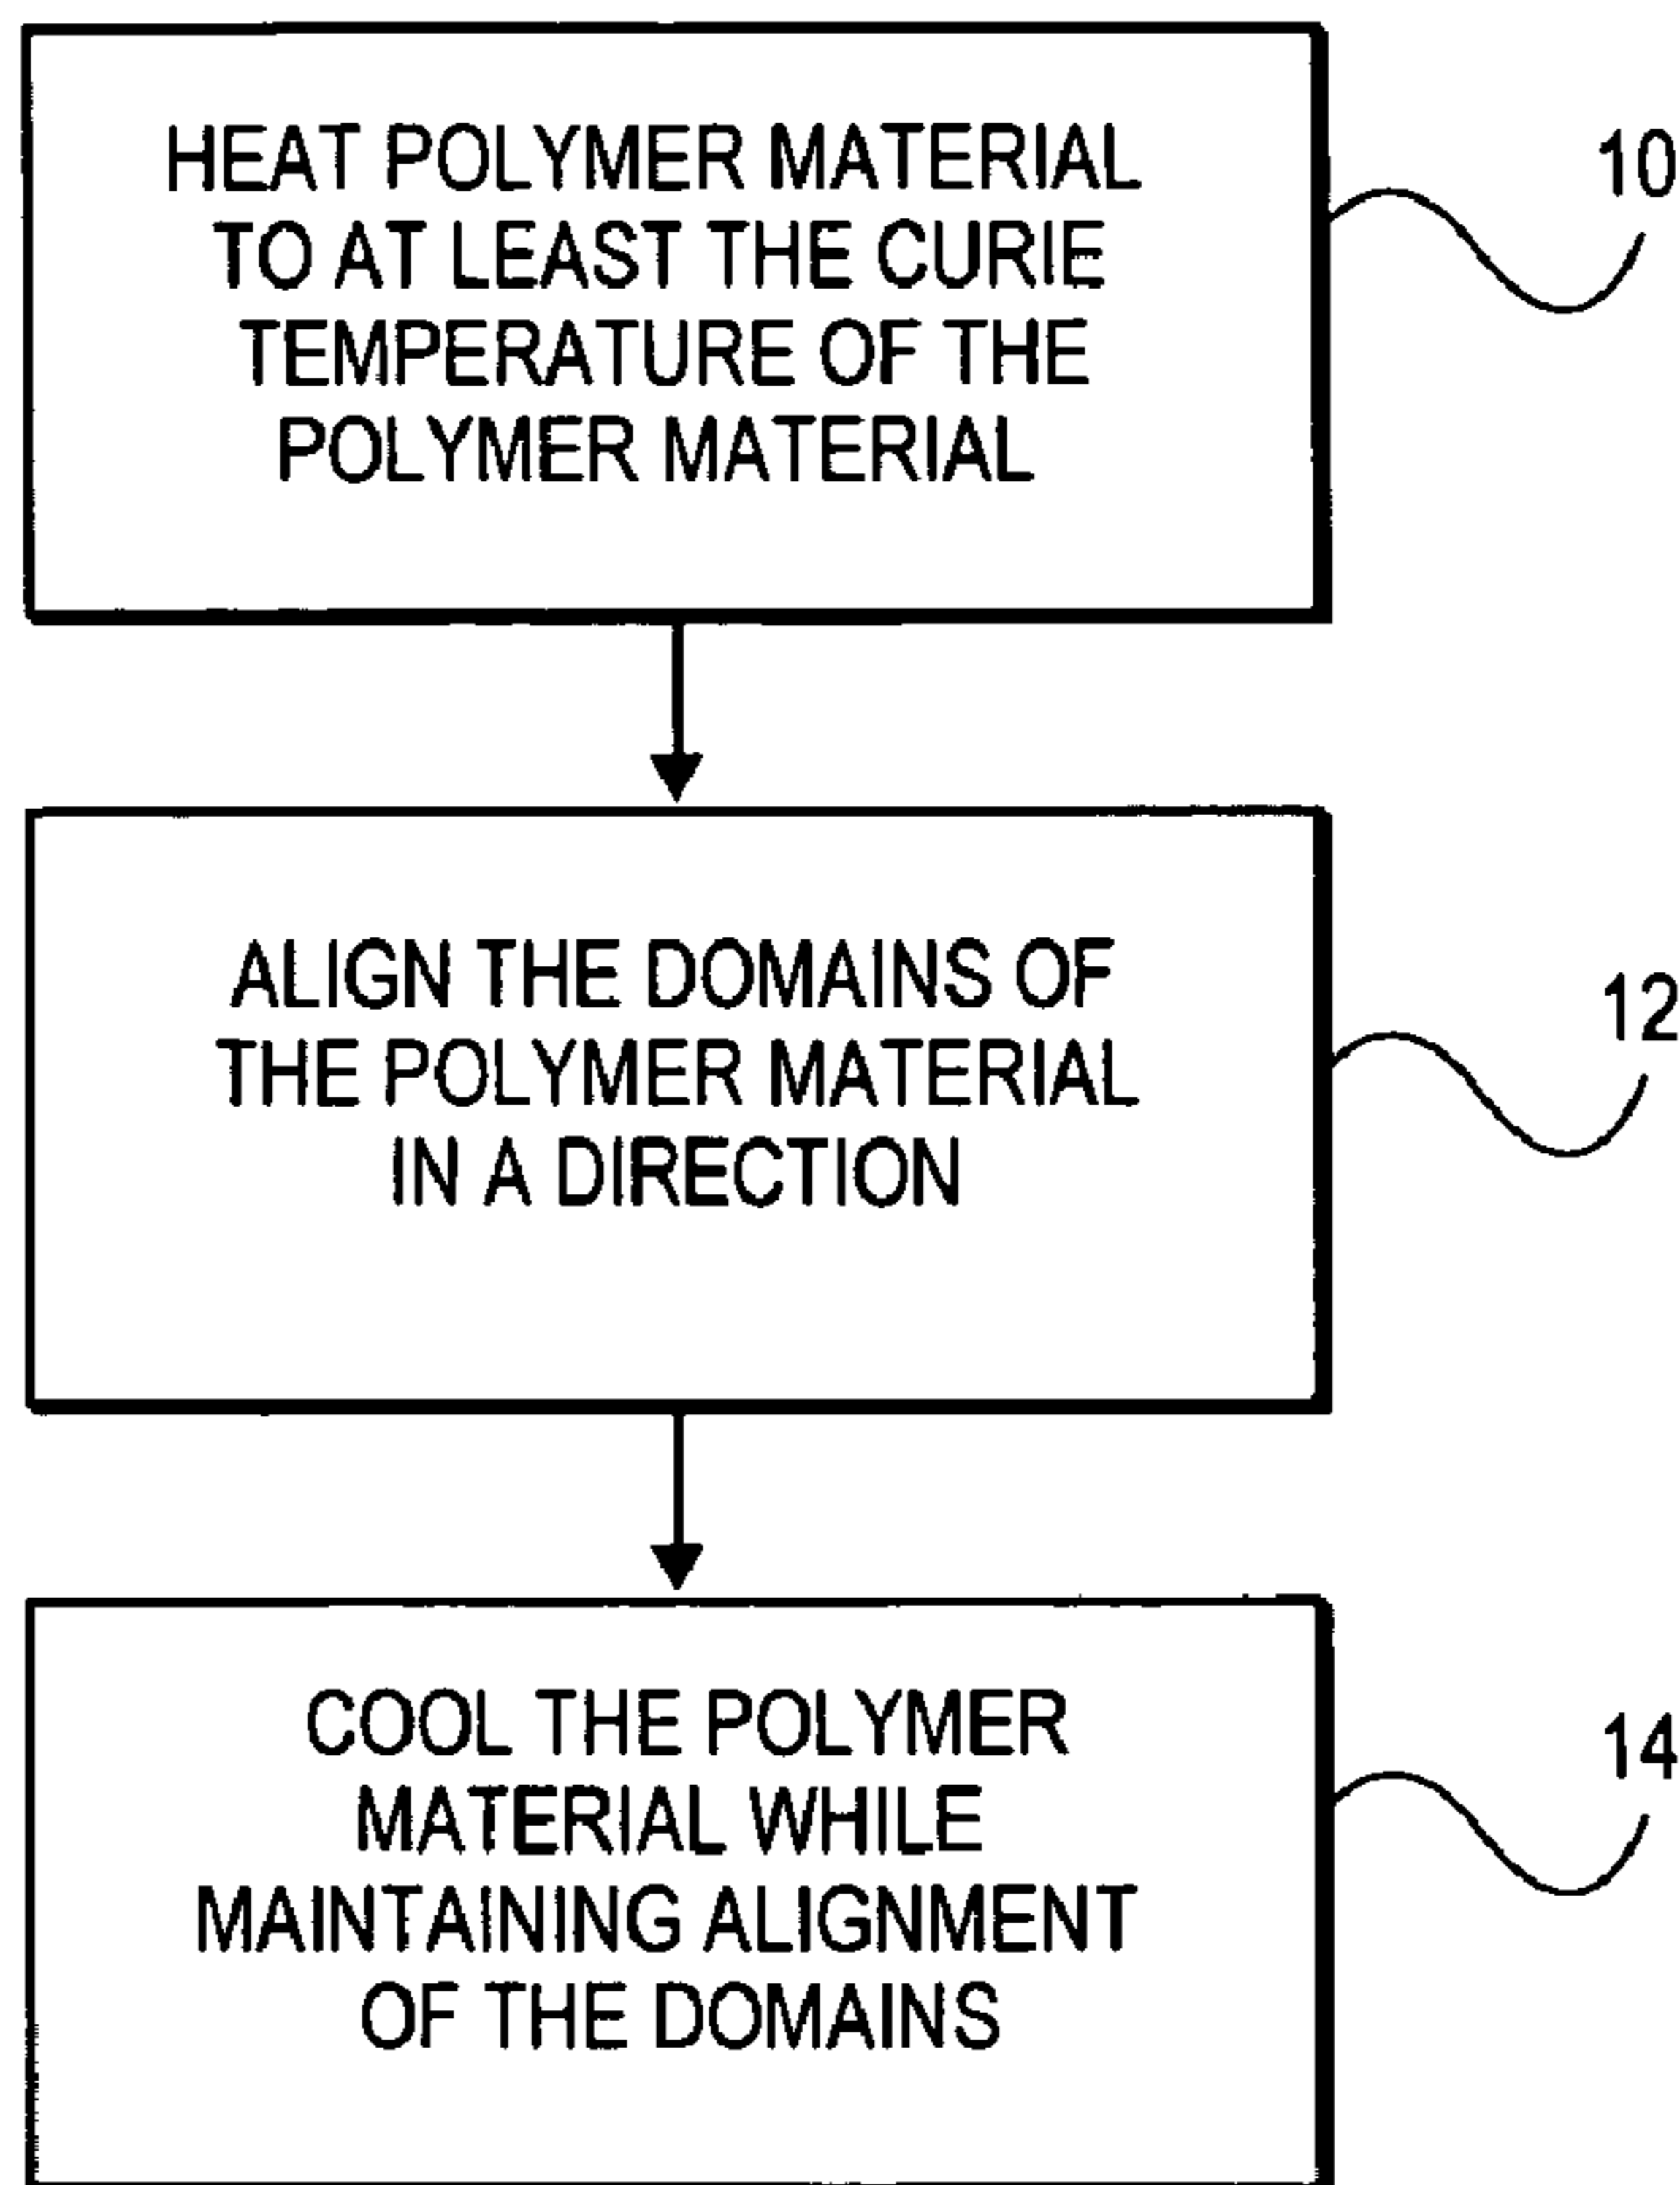 HEAT POLYMER MATERIAL
TO AT LEAST THE CURIE
TEMPERATURE OF THE
POLYMER MATERIAL
10
ALIGN THE DOMAINS OF
THE POLYMER MATERIAL
IN A DIRECTION
12
COOL THE POLYMER
MATERIAL WHILE
MAINTAINING ALIGNMENT
OF THE DOMAINS
14